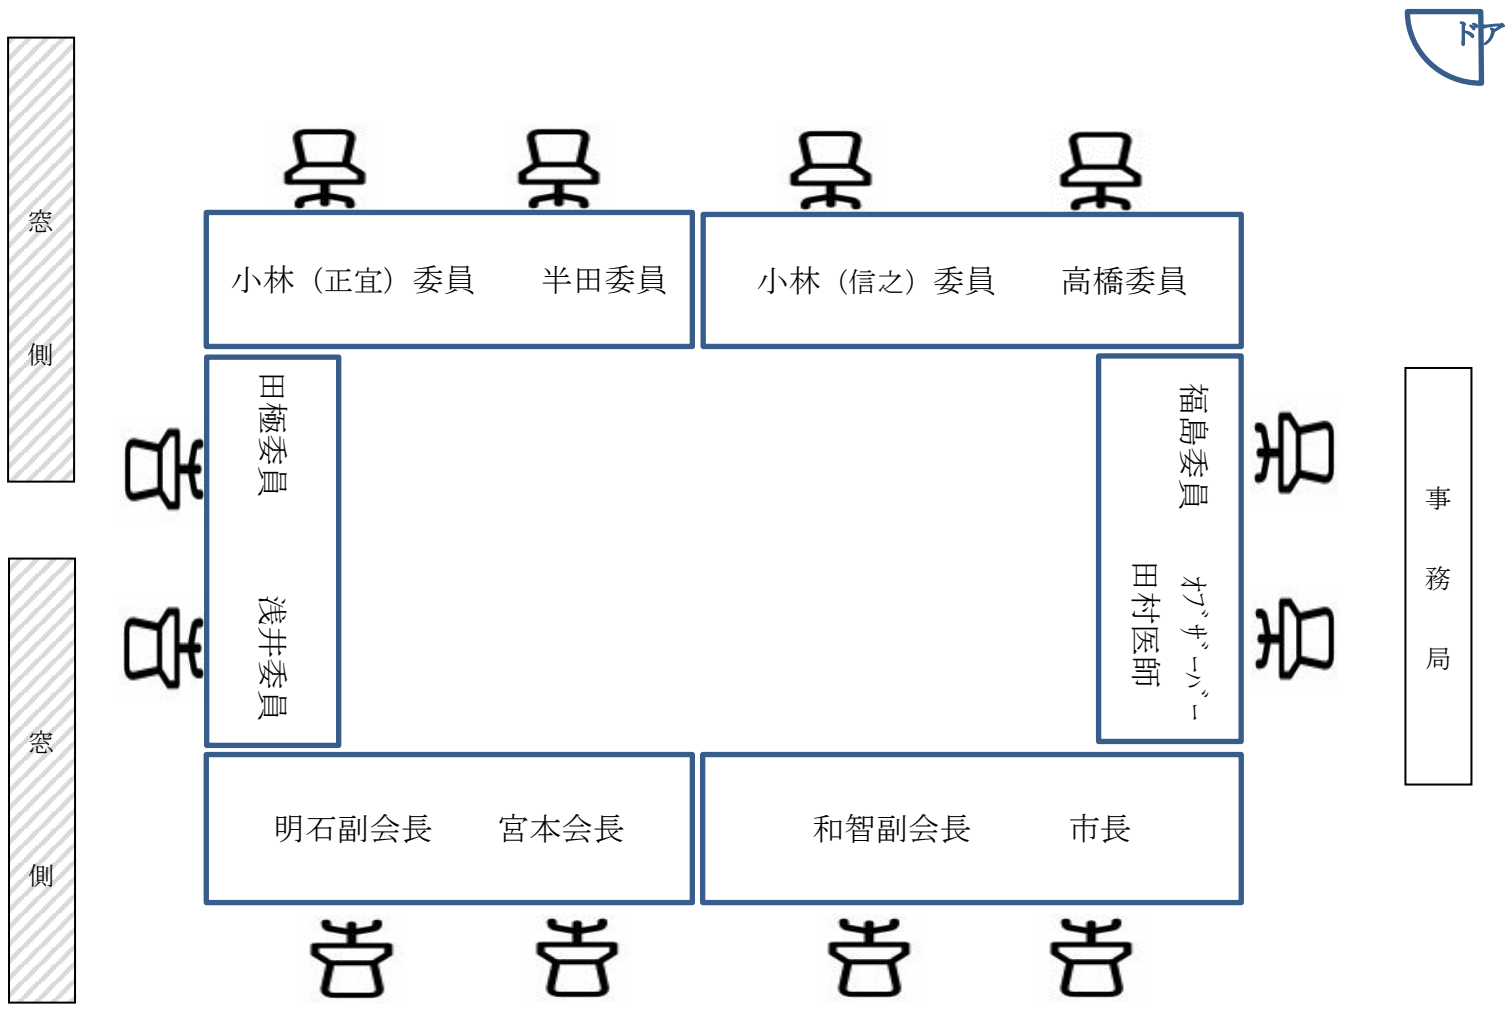 ドア
窓側
小林（正宜）委員　半田委員
小林（信之）委員　高橋委員
田極委員
浅井委員
福島委員
ｵﾌﾞｻﾞｰﾊﾞｰ
田村医師
事務局
窓側
明石副会長　宮本会長
和智副会長　市長